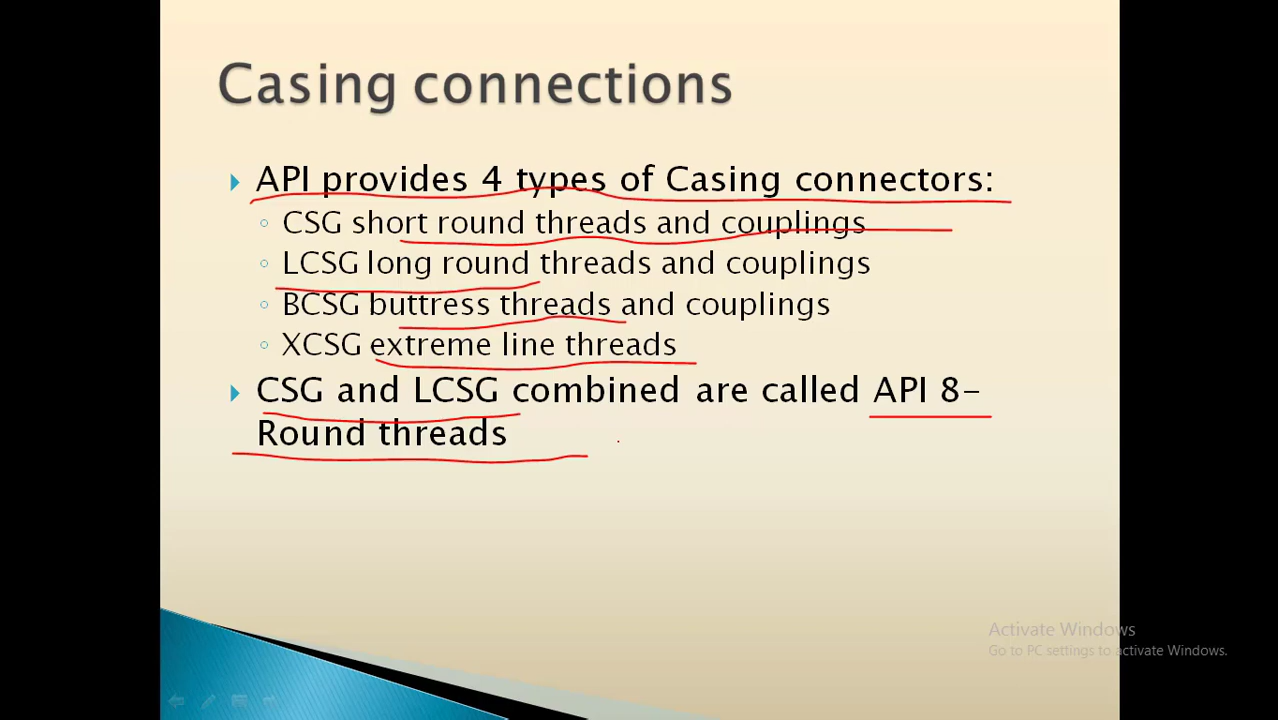 Casing connections
API provides 4 types of Casing connectors:
CSG short round threads and couplings
LCSG long round threads and couplings
BCSG buttress threads and couplings
XCSG extreme line threads
CSG and LCSG combined are called API 8-
Round threads
Activate Windows
Go to PC settings to activate Windows.